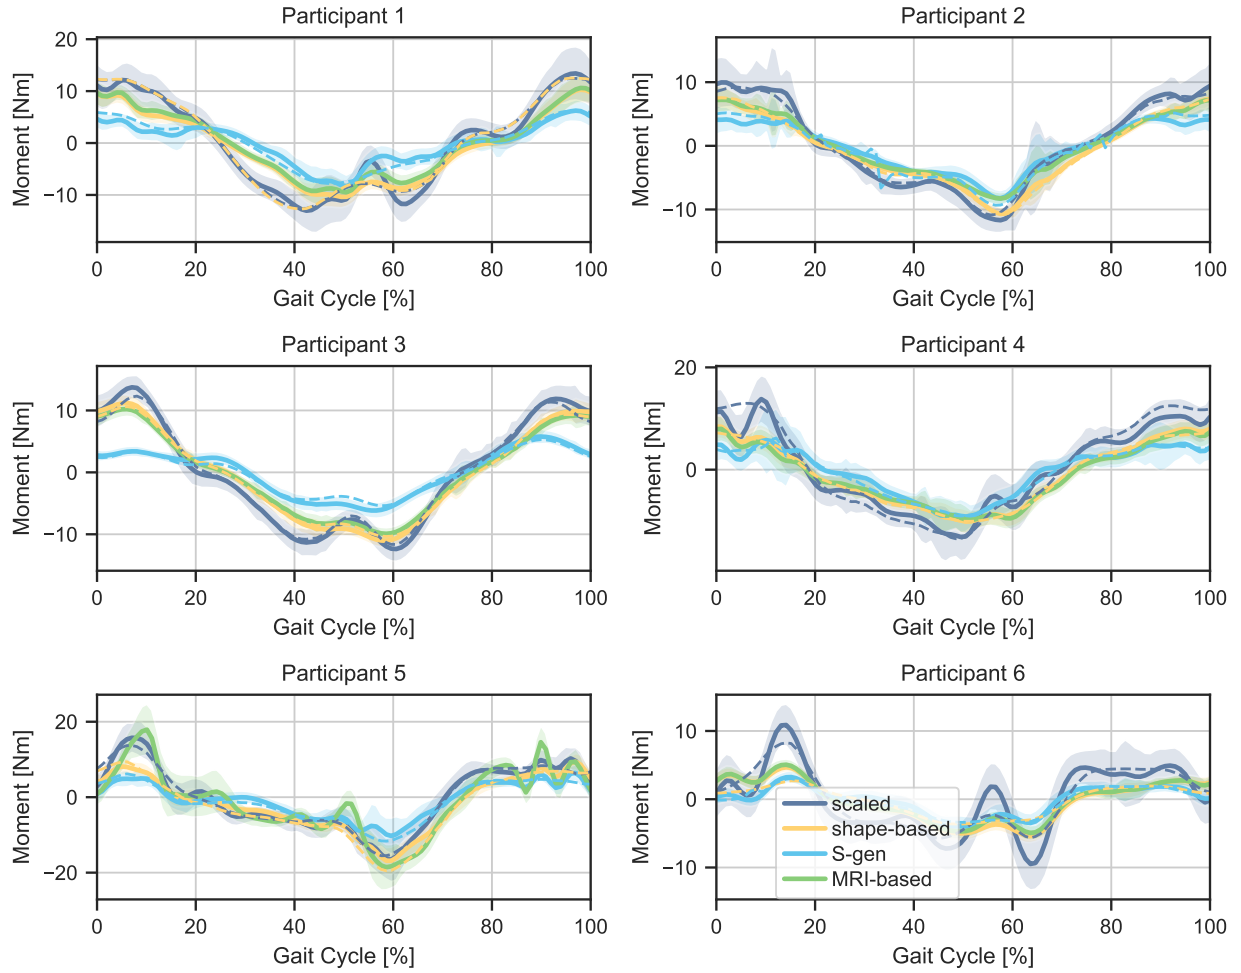 Participant 1
Participant 2
Moment [Nm]
20
10
0
−10
0 20 40 60 80 100
Gait Cycle [%]
Moment [Nm]
10
0
−10
0 20 40 60 80 100
Gait Cycle [%]
Participant 3
Participant 4
Moment [Nm]
10
0
−10
0 20 40 60 80 100
Gait Cycle [%]
Moment [Nm]
20
0
0 20 40 60 80 100
Gait Cycle [%]
Participant 5
Participant 6
Moment [Nm]
20
0
−20
0 20 40 60 80 100
Gait Cycle [%]
Moment [Nm]
10
0
−10
scaled
shape-based
S-gen
MRI-based
0 20 40 60 80 100
Gait Cycle [%]